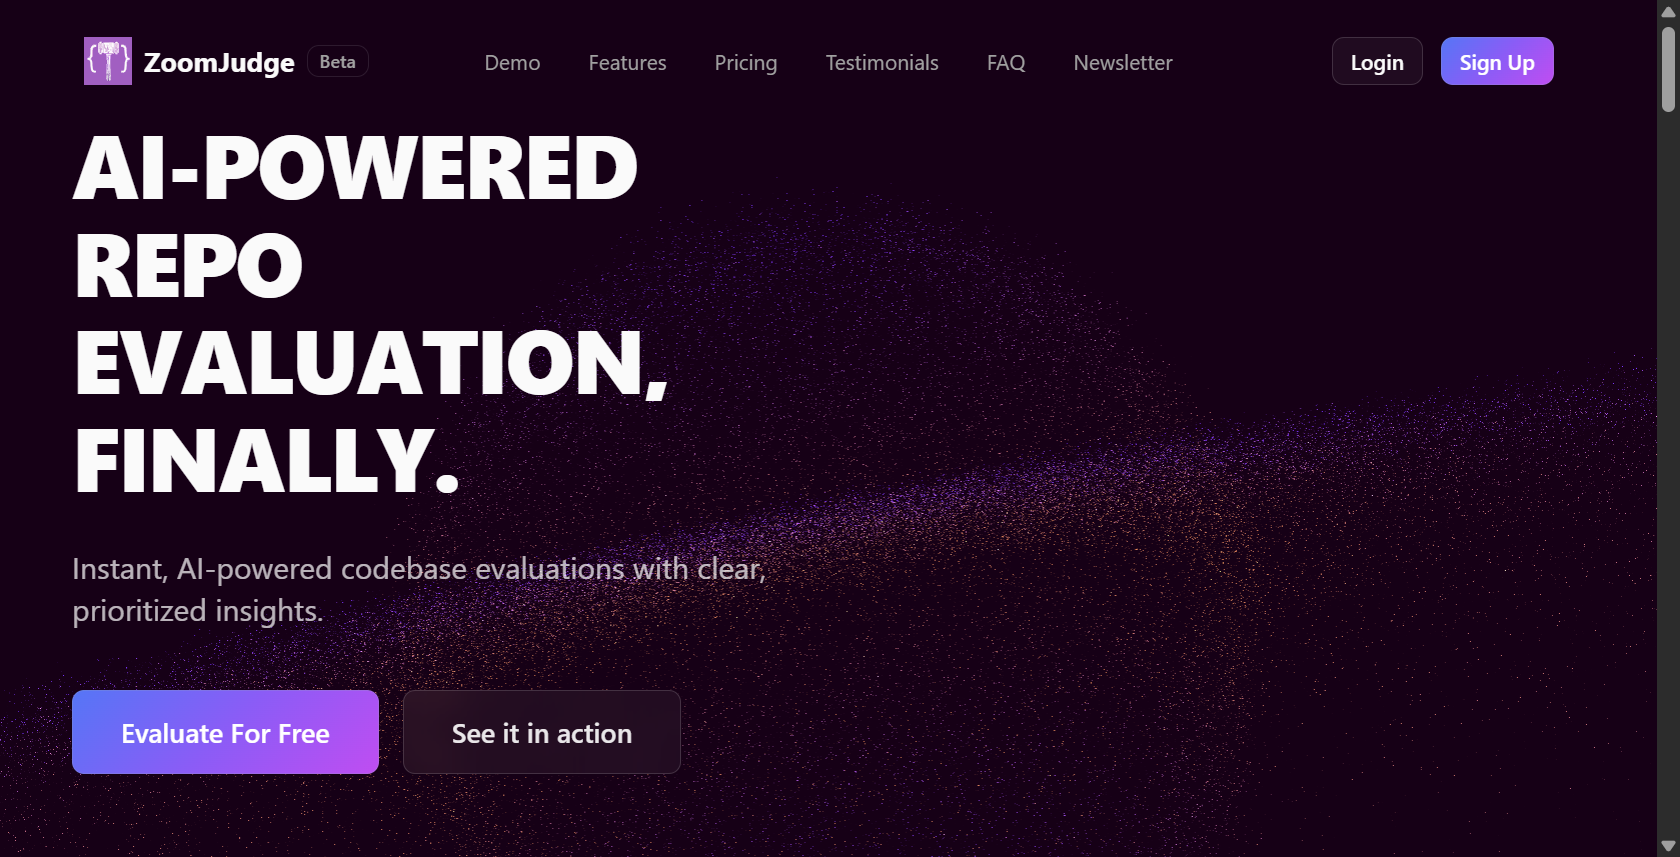 ZoomJudge Beta Demo Features Pricing Testimonials FAQ Newsletter Login Sign Up
AI-POWERED
REPO
EVALUATION,
FINALLY.
Instant, AI-powered codebase evaluations with clear,
prioritized insights.
Evaluate For Free See it in action